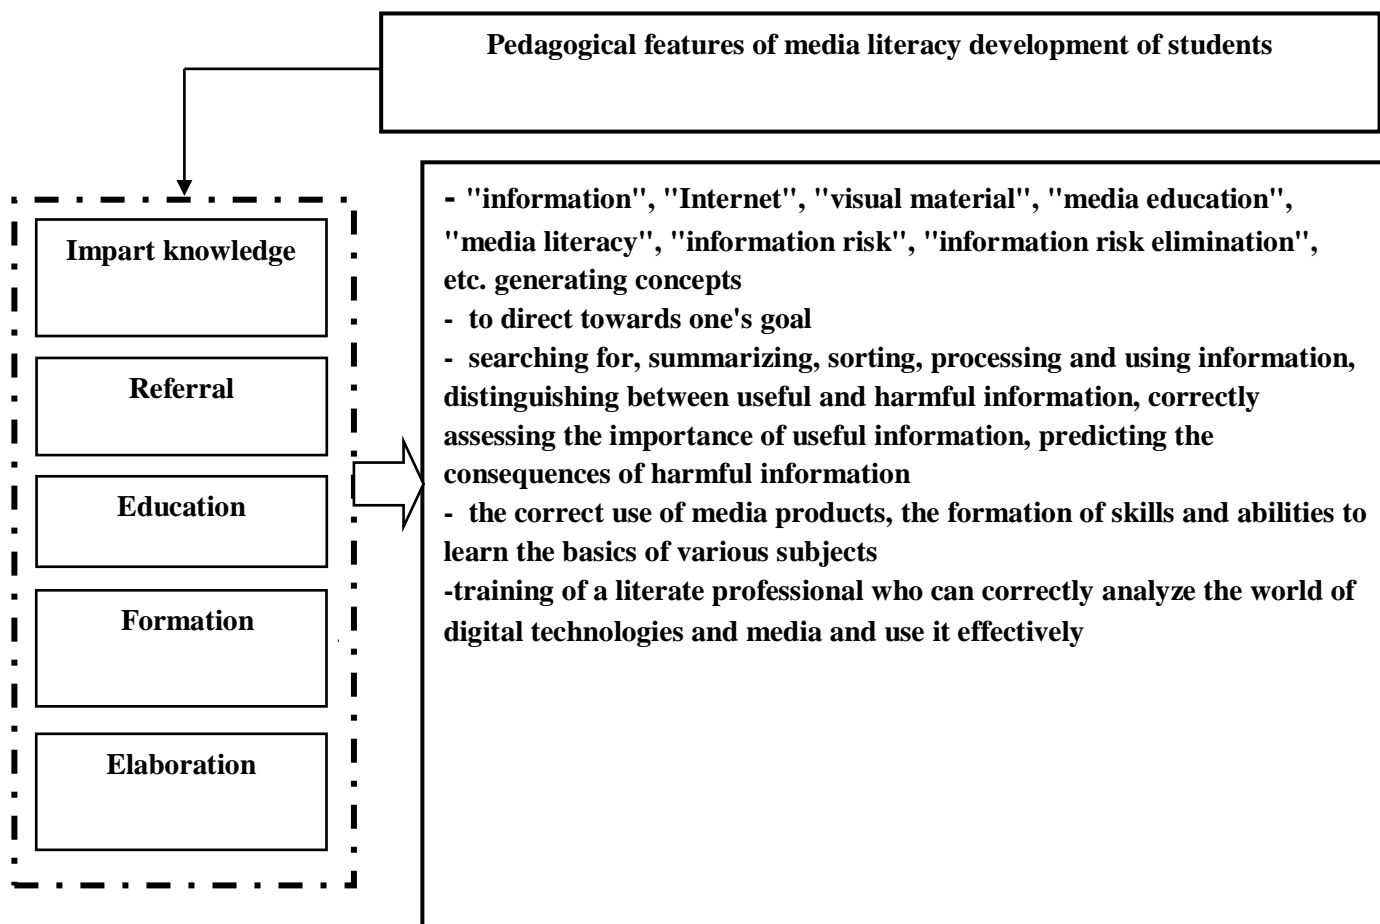 Pedagogical features of media literacy development of students
Impart knowledge
Referral
Education
Formation
Elaboration
- "information", "Internet", "visual material", "media education",
"media literacy", "information risk", "information risk elimination",
etc. generating concepts
- to direct towards one's goal
- searching for, summarizing, sorting, processing and using information,
distinguishing between useful and harmful information, correctly
assessing the importance of useful information, predicting the
consequences of harmful information
- the correct use of media products, the formation of skills and abilities to
learn the basics of various subjects
-training of a literate professional who can correctly analyze the world of
digital technologies and media and use it effectively